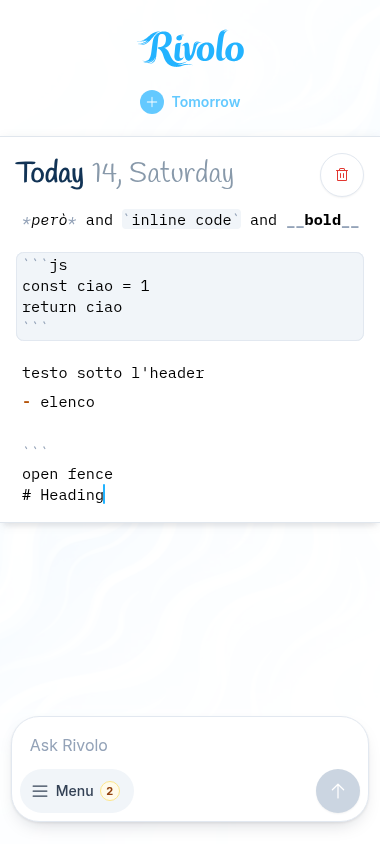 Rivolo
Tomorrow
Today 14, Saturday
*però* and `inline code` and __bold__
```js
const ciao = 1
return ciao
```
testo sotto l'header
- elenco
```
open fence
# Heading
Ask Rivolo
Menu 2